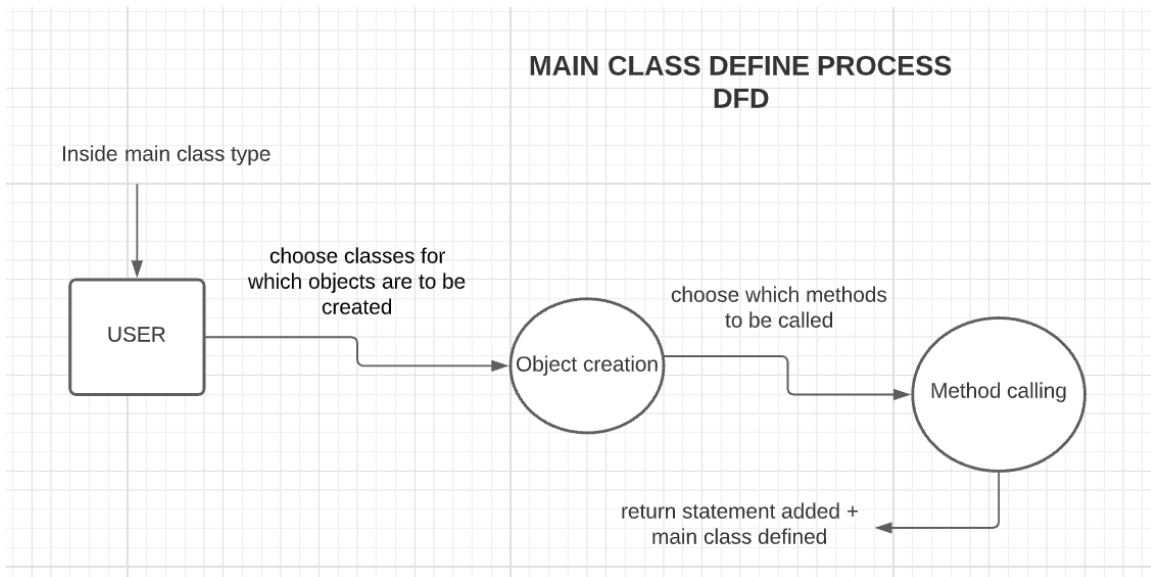 MAIN CLASS DEFINE PROCESS
DFD
Inside main class type
choose classes for
which objects are to be
created
USER
choose which methods
to be called
Object creation
Method calling
return statement added +
main class defined